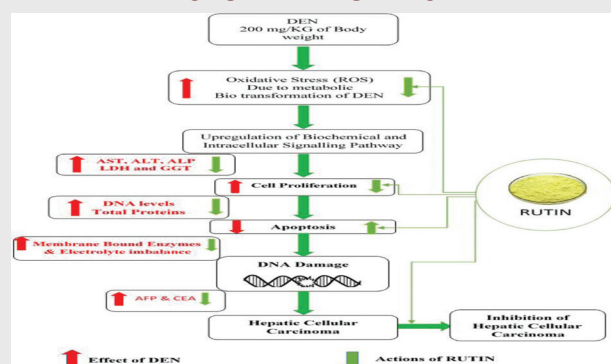 DEN
200 mg/KG of Body
weight
Oxidative Stress (ROS)
Due to metabolic
Bio transformation of DEN
Upregulation of Biochemical and
Intracellular Signalling Pathway
AST, ALT, ALP
LDH and GGT
Cell Proliferation
DNA levels
Total Proteins
Apoptosis
RUTIN
Membrane Bound Enzymes
& Electrolyte imbalance
DNA Damage
AFP & CEA
Hepatic Cellular
Carcinoma
Inhibition of
Hepatic Cellular
Carcinoma
Effect of DEN
Actions of RUTIN